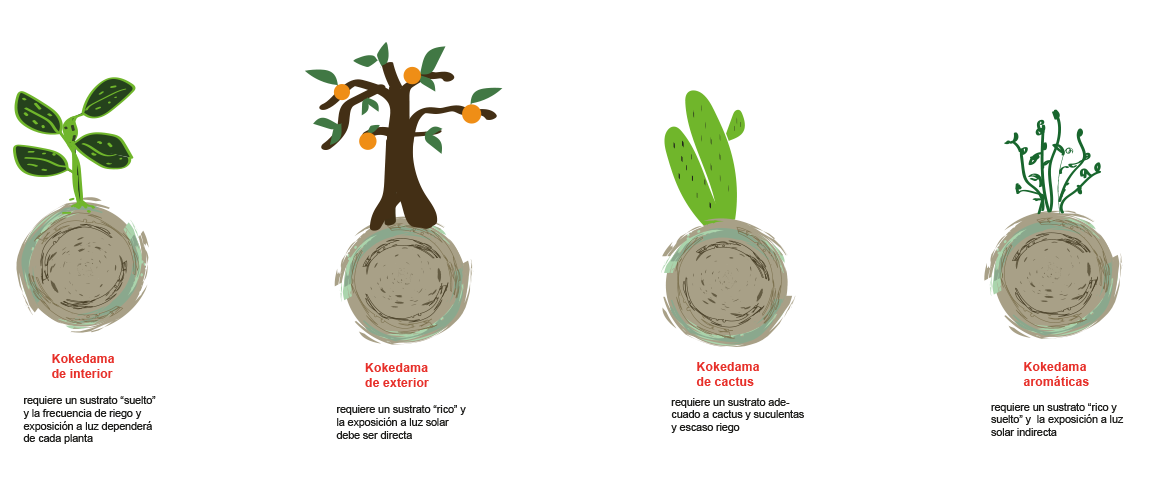 Kokedama
de interior
requiere un sustrato “suelto”
y la frecuencia de riego y
exposición a luz dependerá
de cada planta
Kokedama
de exterior
requiere un sustrato “rico” y
la exposición a luz solar
debe ser directa
Kokedama
de cactus
requiere un sustrato ade-
cuado a cactus y suculentas
y escaso riego
Kokedama
aromáticas
requiere un sustrato “rico y
suelto” y  la exposición a luz
solar indirecta